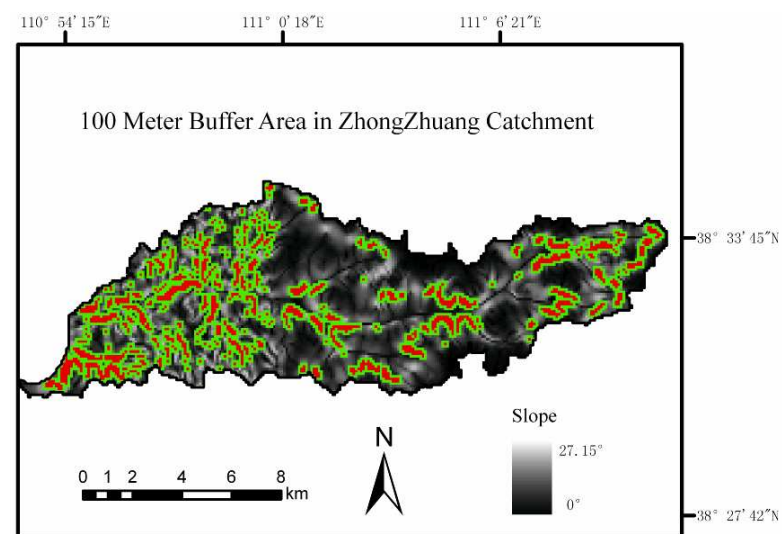 110° 54'15"E 111° 0'18"E 111° 6'21"E
100 Meter Buffer Area in ZhongZhuang Catchment
38° 33'45"N
Slope
27.15°
0°
N
0 1 2 4 6 8
km
38° 27'42"N